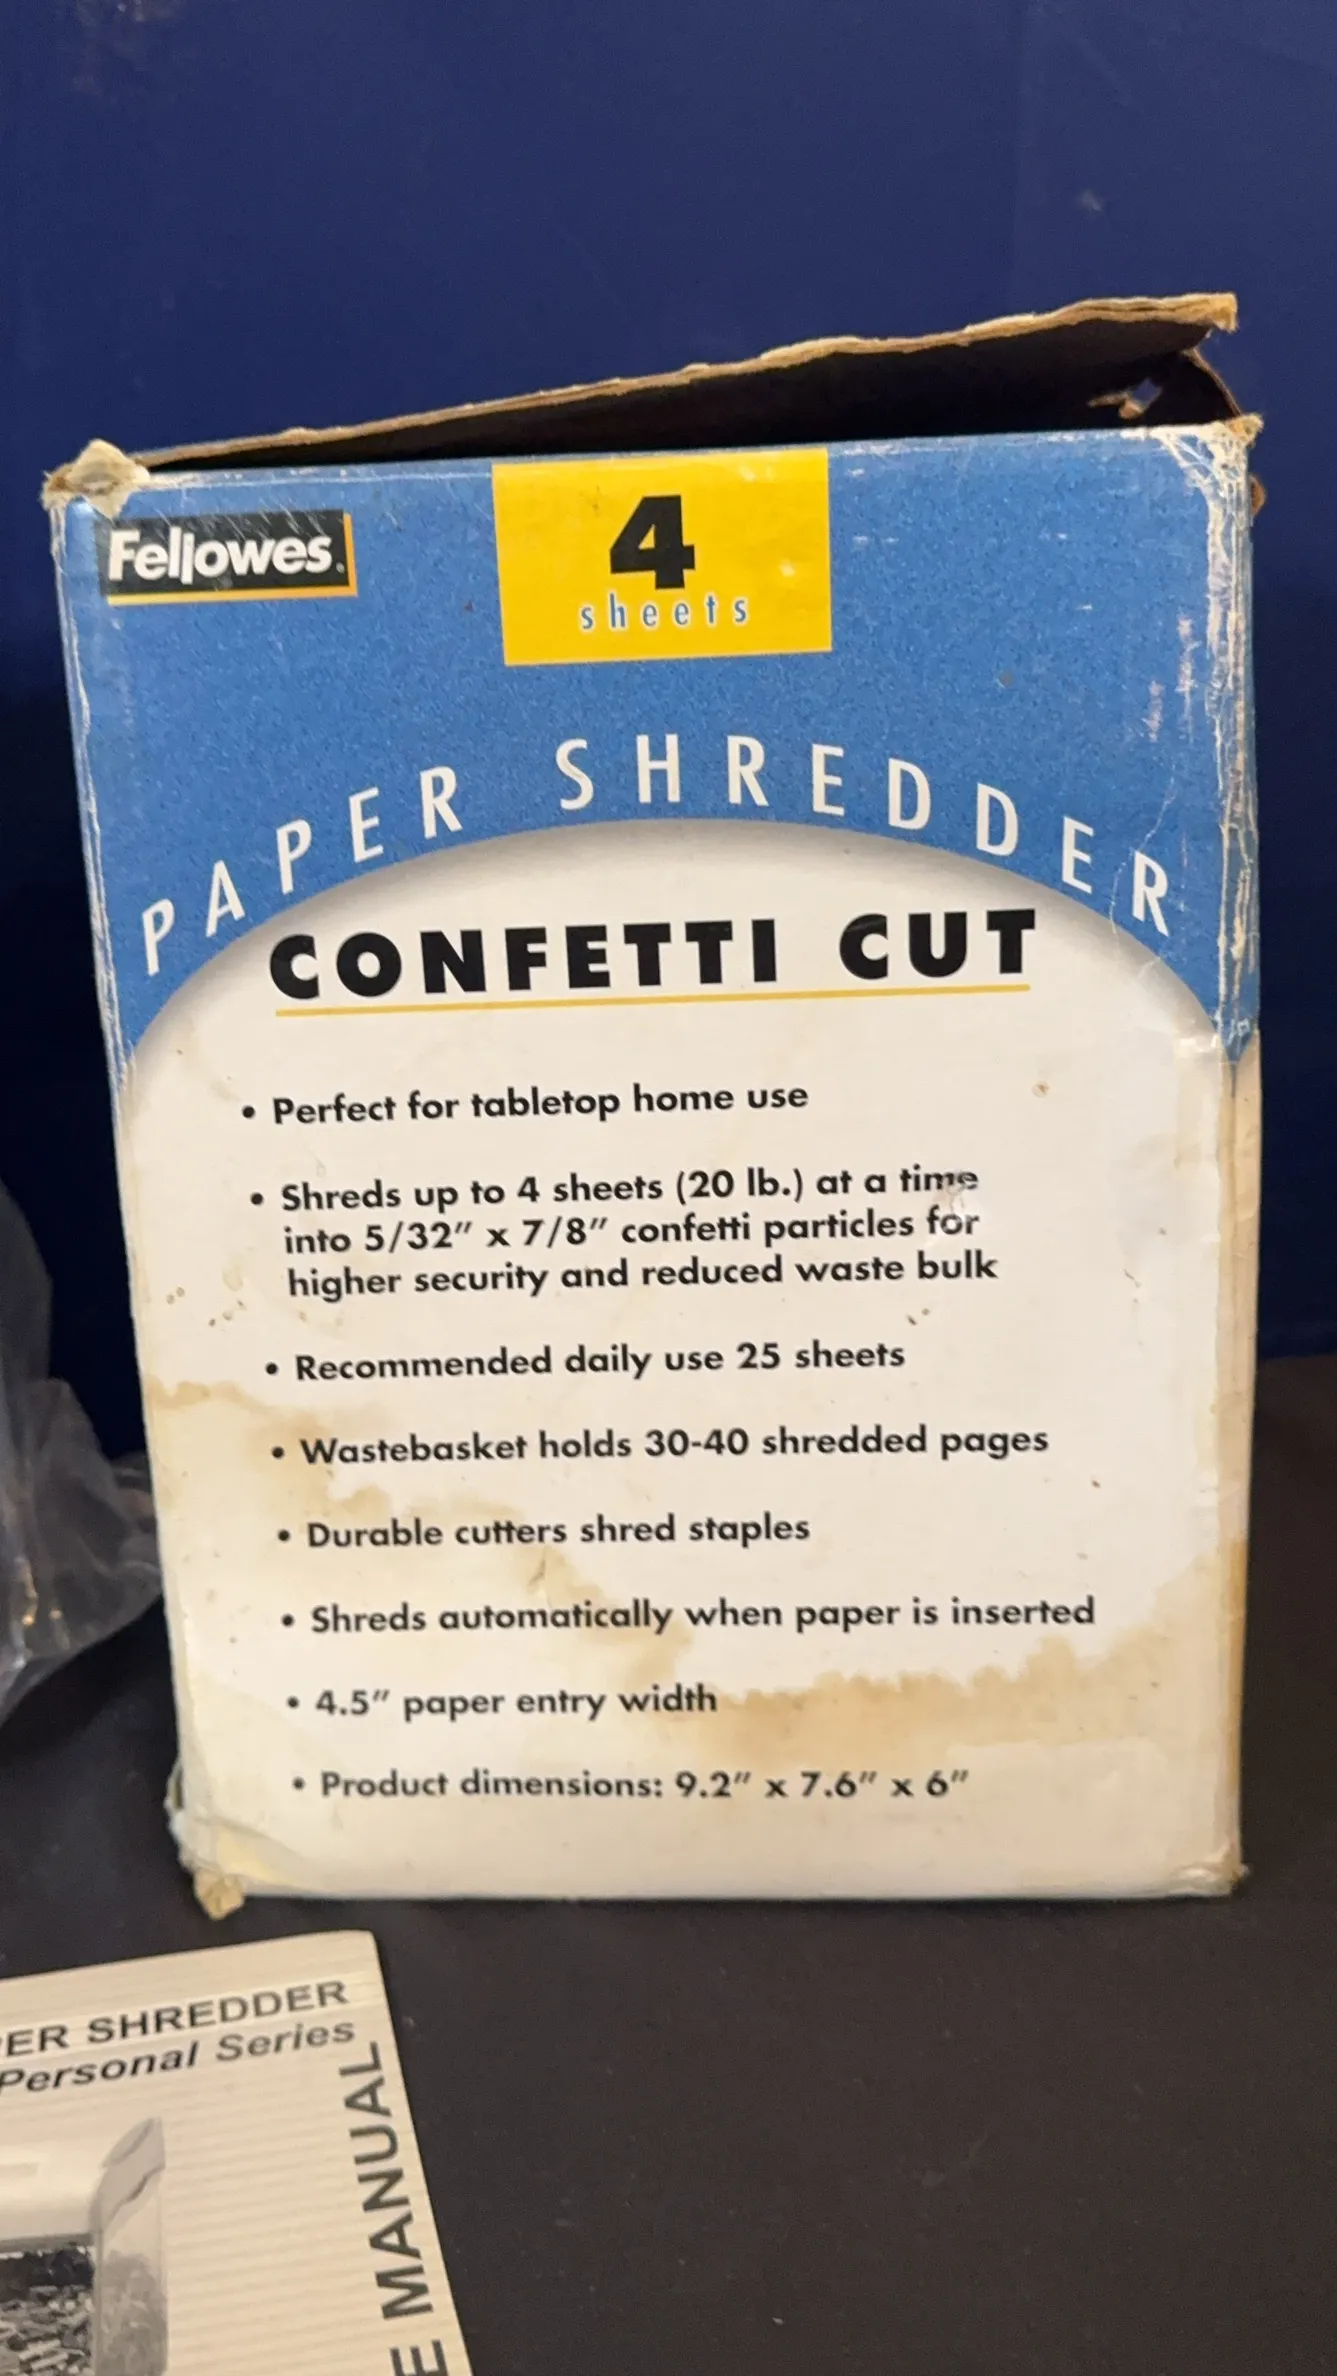 Fellowes.
4
sheets
PAPER SHREDDER
CONFETTI CUT
• Perfect for tabletop home use
• Shreds up to 4 sheets (20 lb.) at a time
into 5/32" x 7/8" confetti particles for
higher security and reduced waste bulk
• Recommended daily use 25 sheets
• Wastebasket holds 30-40 shredded pages
• Durable cutters shred staples
• Shreds automatically when paper is inserted
• 4.5" paper entry width
• Product dimensions: 9.2" x 7.6" x 6"
ER SHREDDER
Personal Series
E MANUAL